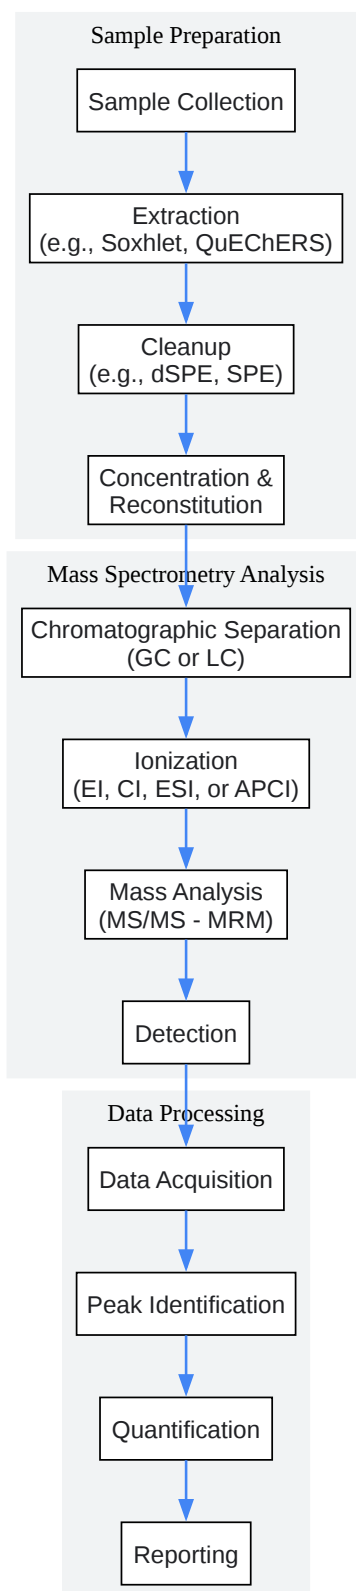 Sample Preparation
Sample Collection
Extraction
(e.g., Soxhlet, QuEChERS)
Cleanup
(e.g., dSPE, SPE)
Concentration &
Reconstitution
Mass Spectrometry Analysis
Chromatographic Separation
(GC or LC)
Ionization
(EI, CI, ESI, or APCI)
Mass Analysis
(MS/MS - MRM)
Detection
Data Processing
Data Acquisition
Peak Identification
Quantification
Reporting